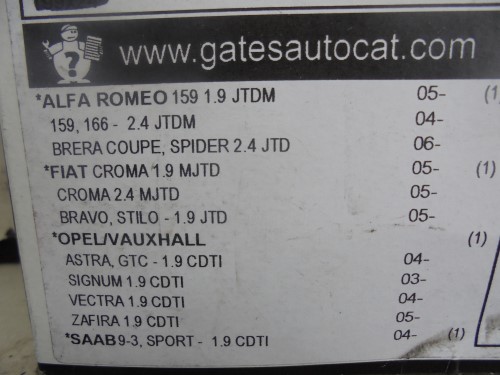 www.gatesautocat.com
*ALFA ROMEO 159 1.9 JTDM 05- (1
159, 166 - 2.4 JTDM 04-
BRERA COUPE, SPIDER 2.4 JTD 06-
*FIAT CROMA 1.9 MJTD 05- (1)
CROMA 2.4 MJTD 05-
BRAVO, STILO - 1.9 JTD 05-
*OPEL/VAUXHALL (1)
ASTRA, GTC - 1.9 CDTI 04-
SIGNUM 1.9 CDTI 03-
VECTRA 1.9 CDTI 04-
ZAFIRA 1.9 CDTI 05-
*SAAB 9-3, SPORT - 1.9 CDTI 04- (1)